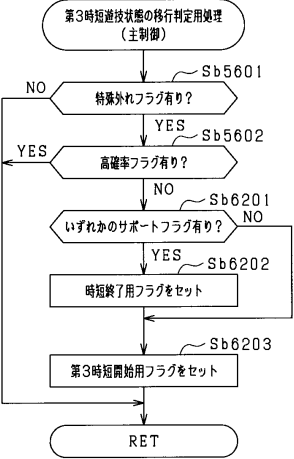 第3時短遊技状態の移行判定用処理
(主制御)
Sb5601
NO
特殊外れフラグ有り?
YES
Sb5602
YES
高確率フラグ有り?
NO
Sb6201
いずれかのサポートフラグ有り?
NO
YES
Sb6202
時短終了用フラグをセット
Sb6203
第3時短開始用フラグをセット
RET